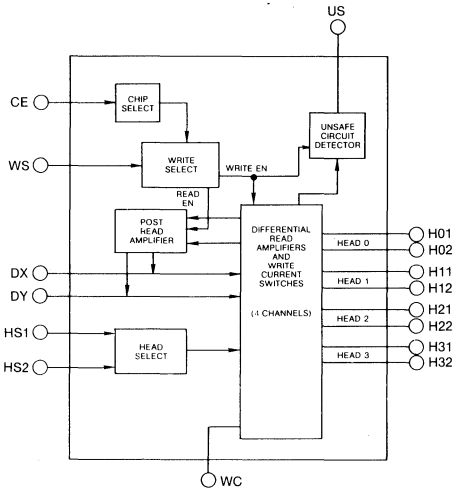 US
CE
CHIP
SELECT
UNSAFE
CIRCUIT
DETECTOR
WS
WRITE
SELECT
WRITE EN
READ
EN
POST
HEAD
AMPLIFIER
DIFFERENTIAL
READ
AMPLIFIERS
AND
WRITE
CURRENT
SWITCHES
(4 CHANNELS)
H01
HEAD 0
H02
DX
H11
HEAD 1
DY
H12
HS1
H21
HEAD 2
H22
HEAD
SELECT
HS2
H31
HEAD 3
H32
WC